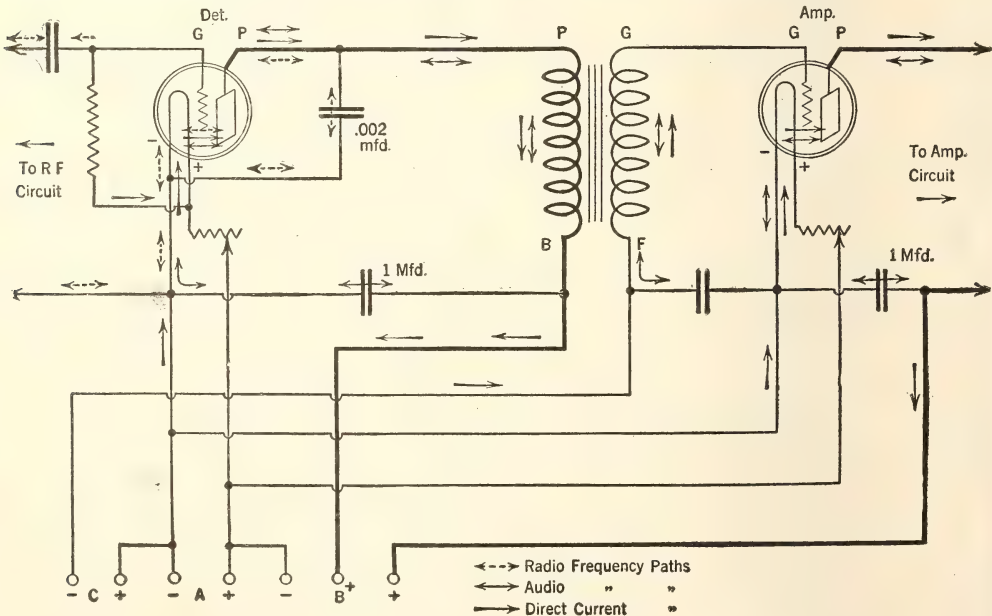 Det.
Amp.
G P
P G
G P
.002
mfd.
- +
- +
To R F
Circuit
To Amp.
Circuit
B F
1 Mfd.
1 Mfd.
- C + - A + - B + +
Radio Frequency Paths
Audio " "
Direct Current "